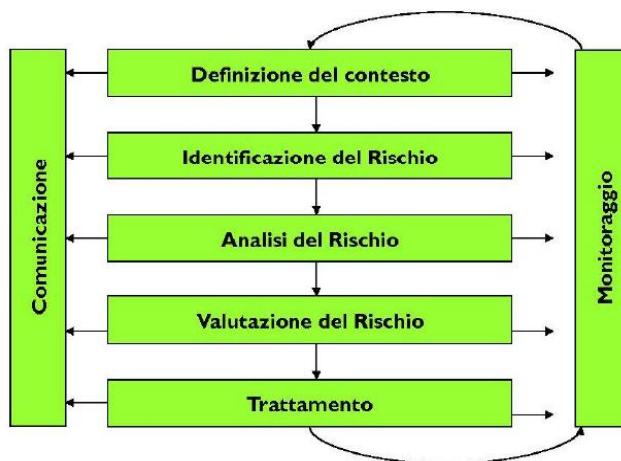 Definizione del contesto
Identificazione del Rischio
Analisi del Rischio
Valutazione del Rischio
Trattamento
Comunicazione
Monitoraggio